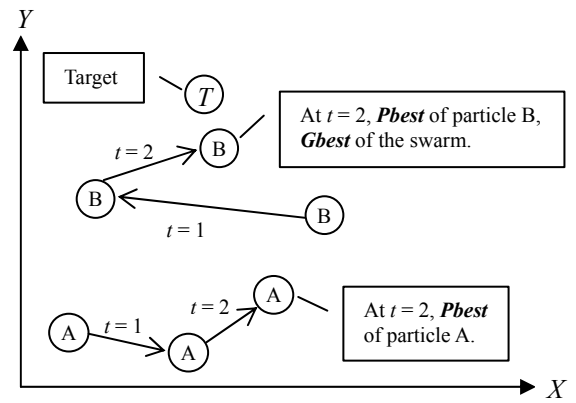 Y
Target
T
At t = 2, Pbest of particle B,
Gbest of the swarm.
t = 2
B
B
B
t = 1
A
t = 2
At t = 2, Pbest
of particle A.
A
t = 1
A
X